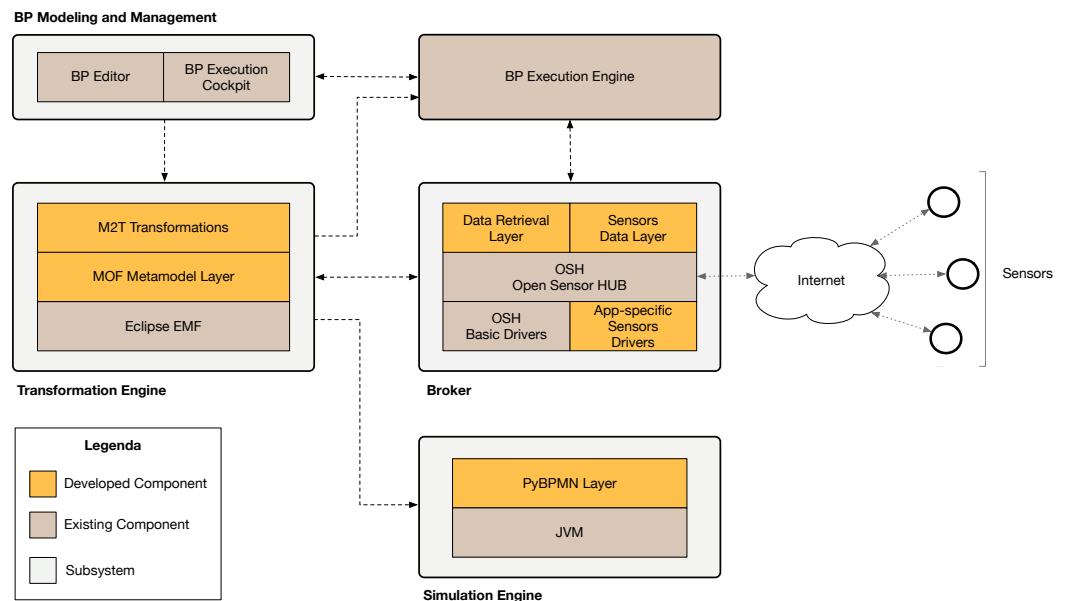 BP Modeling and Management
BP Editor
BP Execution
Cockpit
BP Execution Engine
M2T Transformations
MOF Metamodel Layer
Eclipse EMF
Transformation Engine
Data Retrieval
Layer
Sensors
Data Layer
OSH
Open Sensor HUB
OSH
Basic Drivers
App-specific
Sensors
Drivers
Broker
Internet
Sensors
Legenda
Developed Component
Existing Component
Subsystem
PyBPMN Layer
JVM
Simulation Engine